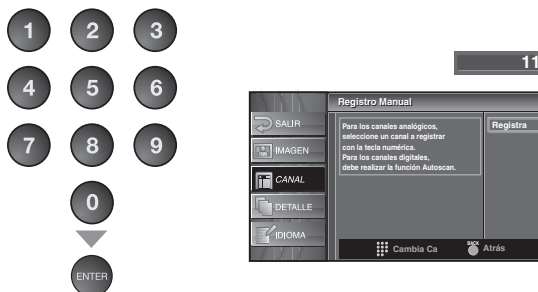 1 2 3
4 5 6
7 8 9
0
ENTER
11
Registro Manual
SALIR
IMAGEN
CANAL
DETALLE
IDIOMA
Para los canales analógicos,
seleccione un canal a registrar
con la tecla numérica.
Para los canales digitales,
debe realizar la función Autoscan.
Registra
Cambia Ca
BACK
Atrás